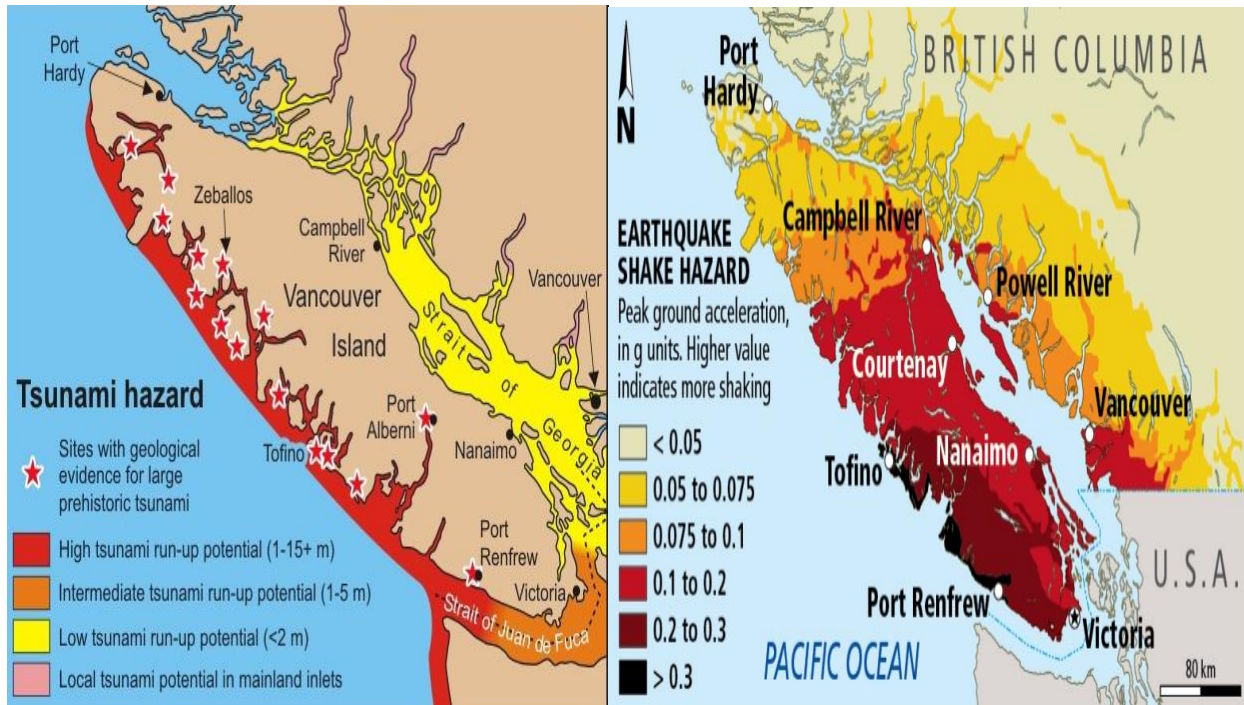 Port
Hardy
Zeballos
Campbell
River
Vancouver
Island
Vancouver
Strait of Georgia
Tsunami hazard
Sites with geological
evidence for large
prehistoric tsunami
Port
Alberni
Tofino
Nanaimo
Port
Renfrew
Victoria
Strait of Juan de Fuca
High tsunami run-up potential (1-15+ m)
Intermediate tsunami run-up potential (1-5 m)
Low tsunami run-up potential (<2 m)
Local tsunami potential in mainland inlets
N
Port
Hardy
BRITISH COLUMBIA
EARTHQUAKE
SHAKE HAZARD
Peak ground acceleration,
in g units. Higher value
indicates more shaking
< 0.05
0.05 to 0.075
0.075 to 0.1
0.1 to 0.2
0.2 to 0.3
> 0.3
Campbell River
Powell River
Courtenay
Vancouver
Nanaimo
Tofino
Port Renfrew
Victoria
U.S.A.
PACIFIC OCEAN
80 km